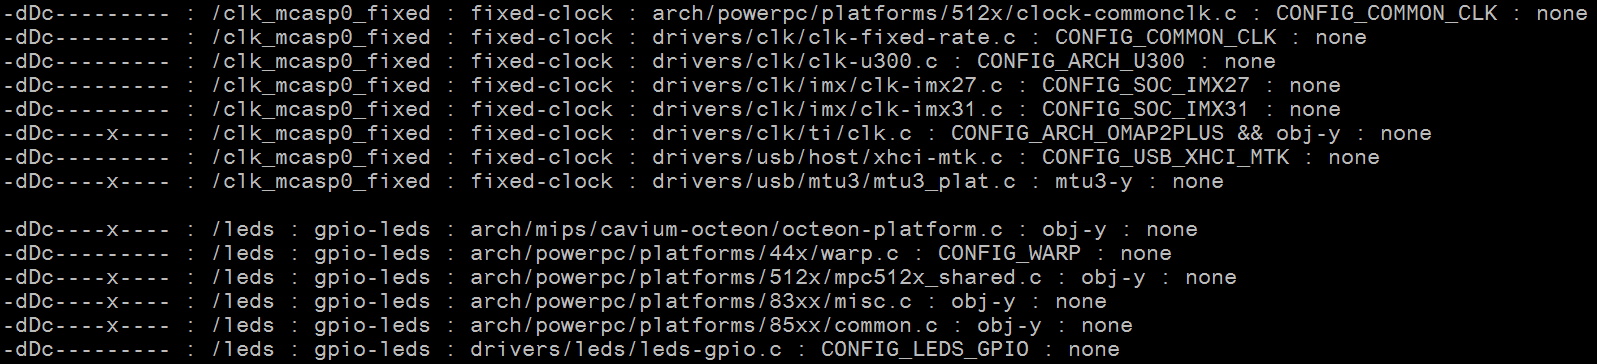 -dDc--------- : /clk_mcasp0_fixed : fixed-clock : arch/powerpc/platforms/512x/clock-commonclk.c : CONFIG_COMMON_CLK : none
-dDc--------- : /clk_mcasp0_fixed : fixed-clock : drivers/clk/clk-fixed-rate.c : CONFIG_COMMON_CLK : none
-dDc--------- : /clk_mcasp0_fixed : fixed-clock : drivers/clk/clk-u300.c : CONFIG_ARCH_U300 : none
-dDc--------- : /clk_mcasp0_fixed : fixed-clock : drivers/clk/imx/clk-imx27.c : CONFIG_SOC_IMX27 : none
-dDc--------- : /clk_mcasp0_fixed : fixed-clock : drivers/clk/imx/clk-imx31.c : CONFIG_SOC_IMX31 : none
-dDc----x---- : /clk_mcasp0_fixed : fixed-clock : drivers/clk/ti/clk.c : CONFIG_ARCH_OMAP2PLUS && obj-y : none
-dDc--------- : /clk_mcasp0_fixed : fixed-clock : drivers/usb/host/xhci-mtk.c : CONFIG_USB_XHCI_MTK : none
-dDc----x---- : /clk_mcasp0_fixed : fixed-clock : drivers/usb/mtu3/mtu3_plat.c : mtu3-y : none
-dDc----x---- : /leds : gpio-leds : arch/mips/cavium-octeon/octeon-platform.c : obj-y : none
-dDc--------- : /leds : gpio-leds : arch/powerpc/platforms/44x/warp.c : CONFIG_WARP : none
-dDc----x---- : /leds : gpio-leds : arch/powerpc/platforms/512x/mpc512x_shared.c : obj-y : none
-dDc----x---- : /leds : gpio-leds : arch/powerpc/platforms/83xx/misc.c : obj-y : none
-dDc----x---- : /leds : gpio-leds : arch/powerpc/platforms/85xx/common.c : obj-y : none
-dDc--------- : /leds : gpio-leds : drivers/leds/leds-gpio.c : CONFIG_LEDS_GPIO : none